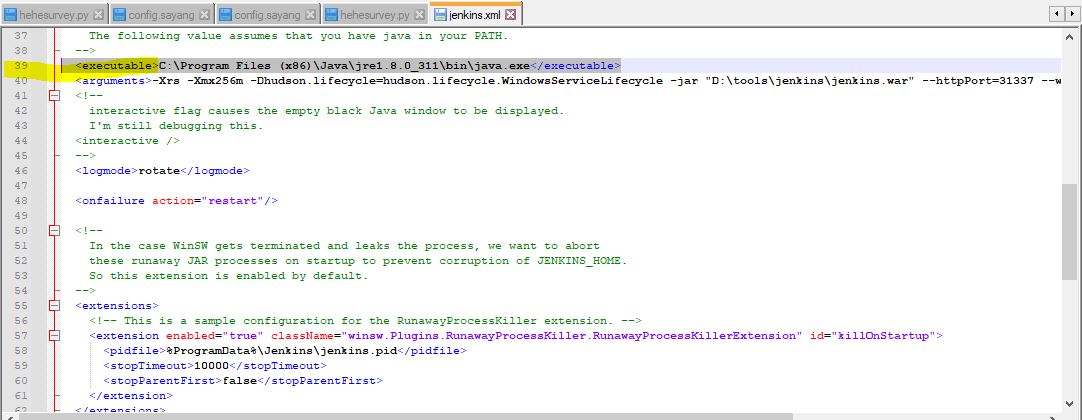 hehesurvey.py config.sayang config.sayang hehesurvey.py jenkins.xml
37 The following value assumes that you have java in your PATH.
38 -->
39 <executable>C:\Program Files (x86)\Java\jre1.8.0_311\bin\java.exe</executable>
40 <arguments>-Xrs -Xmx256m -Dhudson.lifecycle=hudson.lifecycle.WindowsServiceLifecycle -jar "D:\tools\jenkins\jenkins.war" --httpPort=31337 --w
41 <!--
42 interactive flag causes the empty black Java window to be displayed.
43 I'm still debugging this.
44 <interactive />
45 -->
46 <logmode>rotate</logmode>
47
48 <onfailure action="restart"/>
49
50 <!--
51 In the case WinSW gets terminated and leaks the process, we want to abort
52 these runaway JAR processes on startup to prevent corruption of JENKINS_HOME.
53 So this extension is enabled by default.
54 -->
55 <extensions>
56 <!-- This is a sample configuration for the RunawayProcessKiller extension. -->
57 <extension enabled="true" className="winsw.Plugins.RunawayProcessKiller.RunawayProcessKillerExtension" id="killOnStartup">
58 <pidfile>%ProgramData%\Jenkins\jenkins.pid</pidfile>
59 <stopTimeout>10000</stopTimeout>
60 <stopParentFirst>false</stopParentFirst>
61 </extension>
62 </extensions>